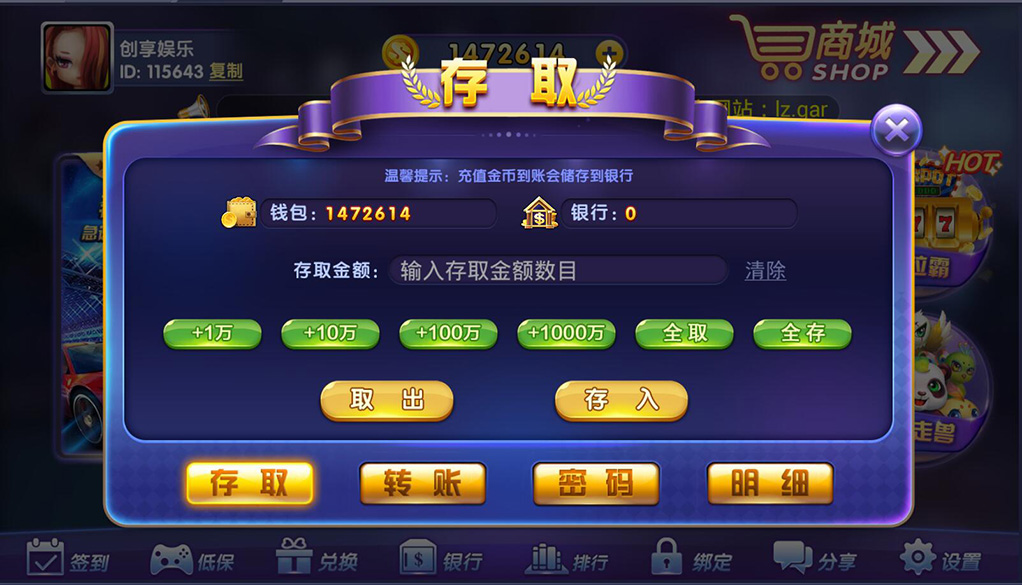 创享娱乐
ID: 115643 复制
1472614
商城
SHOP
存 取
网站：lz.gar
HOT
温馨提示：充值金币到账会储存到银行
钱包：1472614
银行：0
存取金额：
输入存取金额数目
清除
+1万
+10万
+100万
+1000万
全取
全存
取 出
存 入
存 取
转 账
密 码
明 细
7
走兽
签到
低保
兑换
银行
排行
绑定
分享
设置